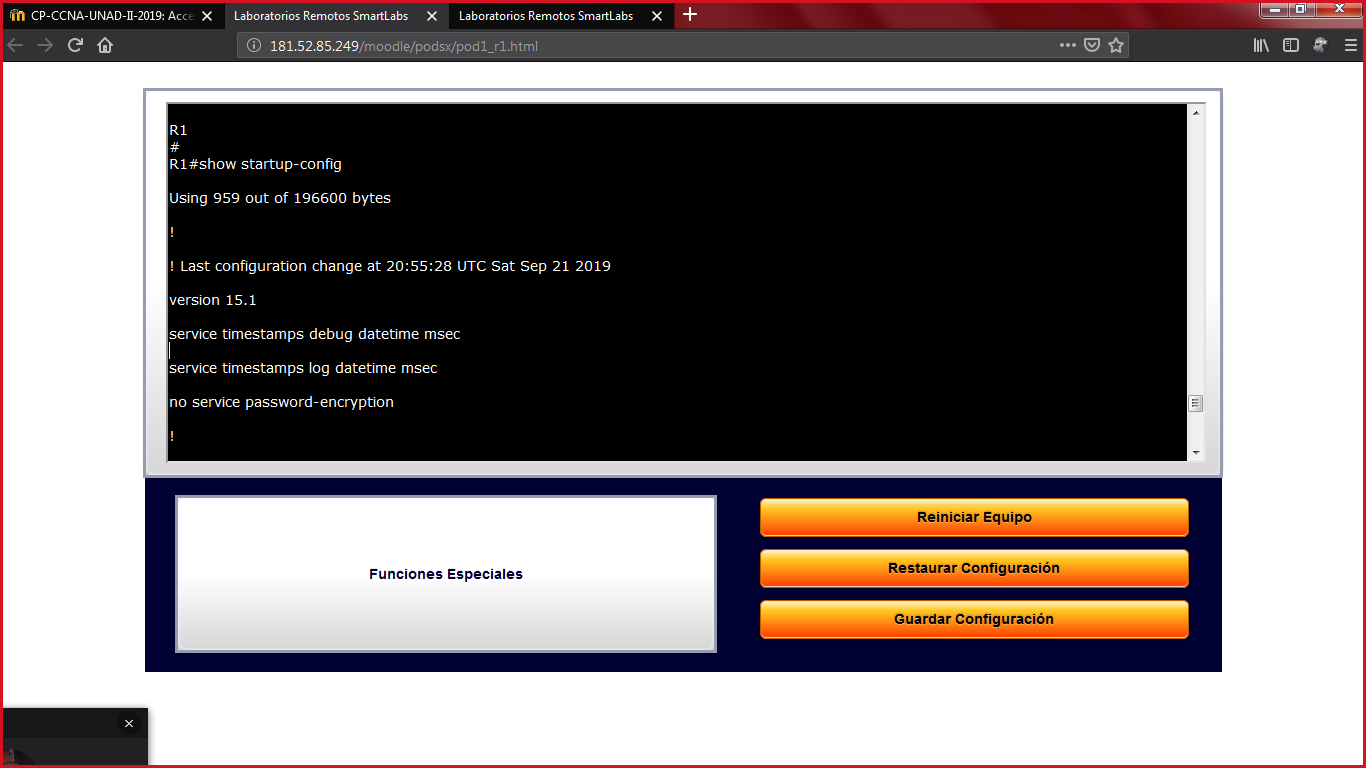 CP-CCNA-UNAD-II-2019: Acce
Laboratorios Remotos SmartLabs
Laboratorios Remotos SmartLabs
181.52.85.249/moodle/podsx/pod1_r1.html
R1
#
R1#show startup-config
Using 959 out of 196600 bytes
!
! Last configuration change at 20:55:28 UTC Sat Sep 21 2019
version 15.1
service timestamps debug datetime msec
service timestamps log datetime msec
no service password-encryption
!
Funciones Especiales
Reiniciar Equipo
Restaurar Configuración
Guardar Configuración